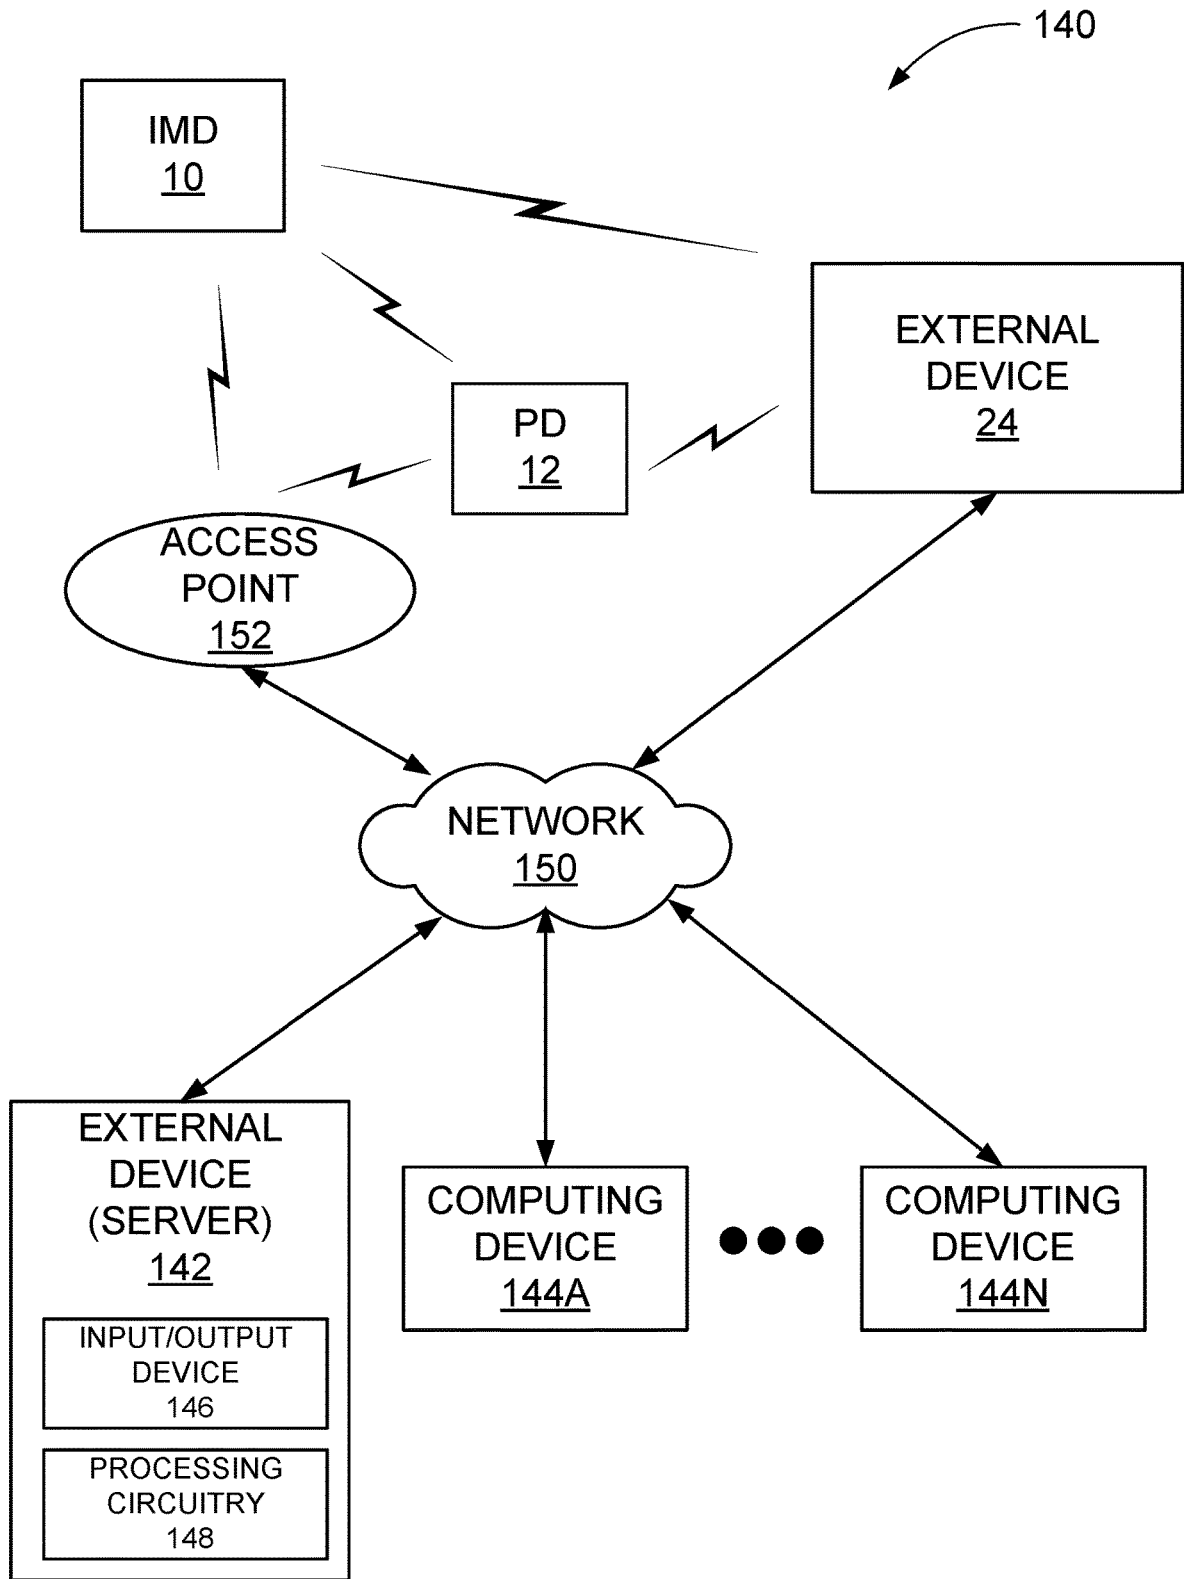 140
IMD
10
EXTERNAL
DEVICE
24
PD
12
ACCESS
POINT
152
NETWORK
150
EXTERNAL
DEVICE
(SERVER)
142
INPUT/OUTPUT
DEVICE
146
PROCESSING
CIRCUITRY
148
COMPUTING
DEVICE
144A
COMPUTING
DEVICE
144N